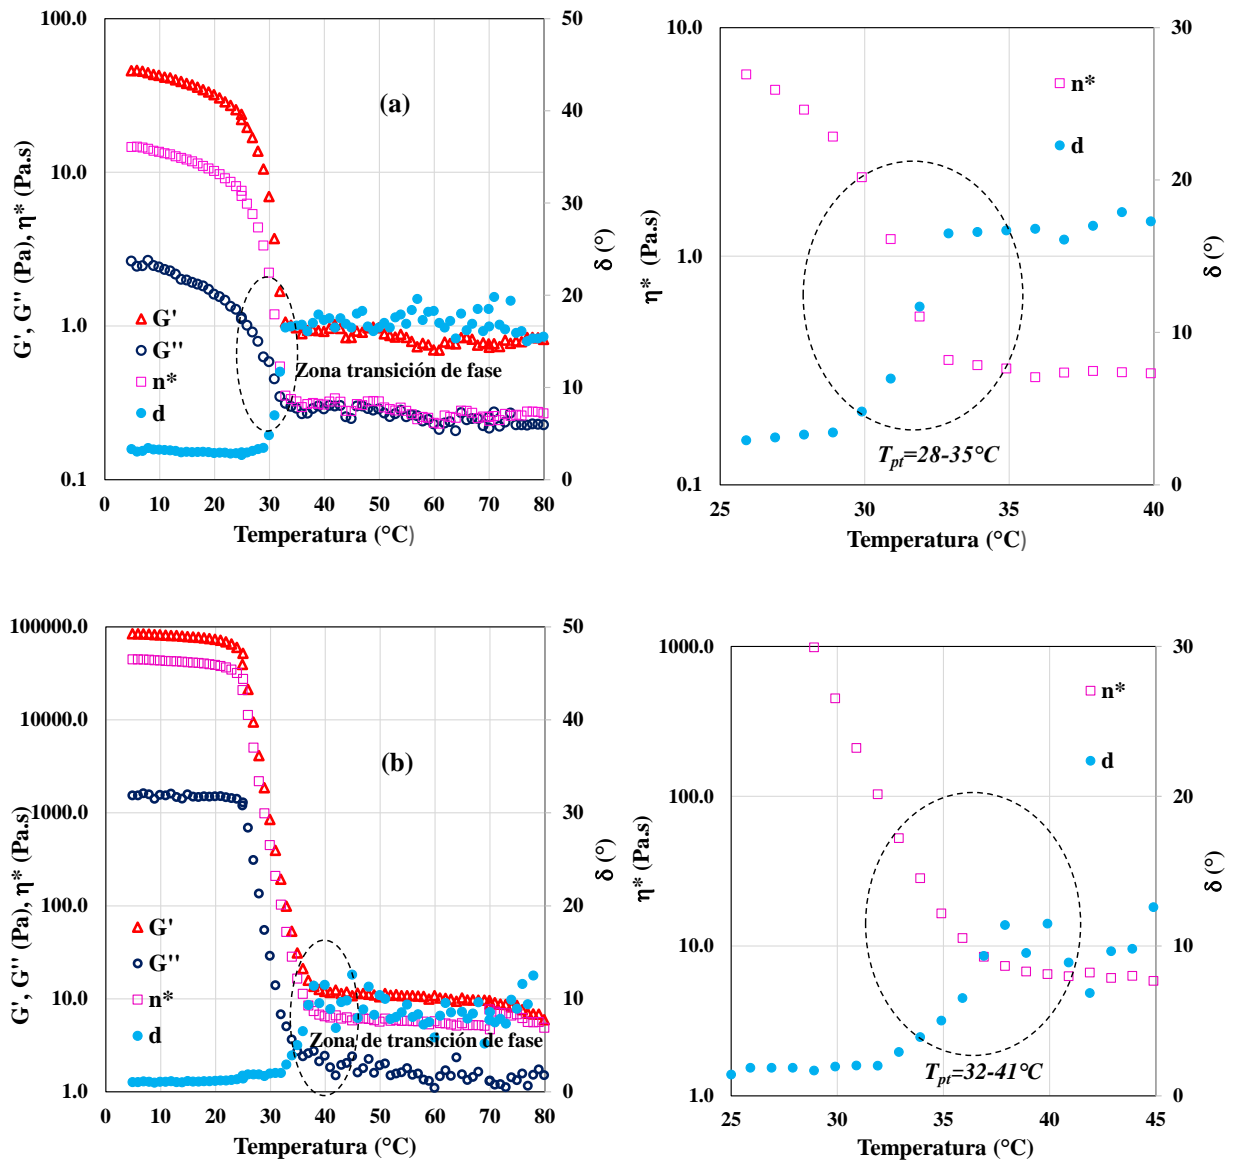 100.0
10.0
1.0
0.1
50
40
30
20
10
0
G', G'' (Pa), η* (Pa.s)
δ (°)
(a)
G'
G''
n*
d
Zona transición de fase
0 10 20 30 40 50 60 70 80
Temperatura (°C)
10.0
1.0
0.1
30
20
10
0
η* (Pa.s)
δ (°)
n*
d
Tpt=28-35°C
25 30 35 40
Temperatura (°C)
100000.0
10000.0
1000.0
100.0
10.0
1.0
50
40
30
20
10
0
G', G'' (Pa), η* (Pa.s)
δ (°)
(b)
G'
G''
n*
d
Zona de transición de fase
0 10 20 30 40 50 60 70 80
Temperatura (°C)
1000.0
100.0
10.0
1.0
30
20
10
0
η* (Pa.s)
δ (°)
n*
d
Tpt=32-41°C
25 30 35 40 45
Temperatura (°C)